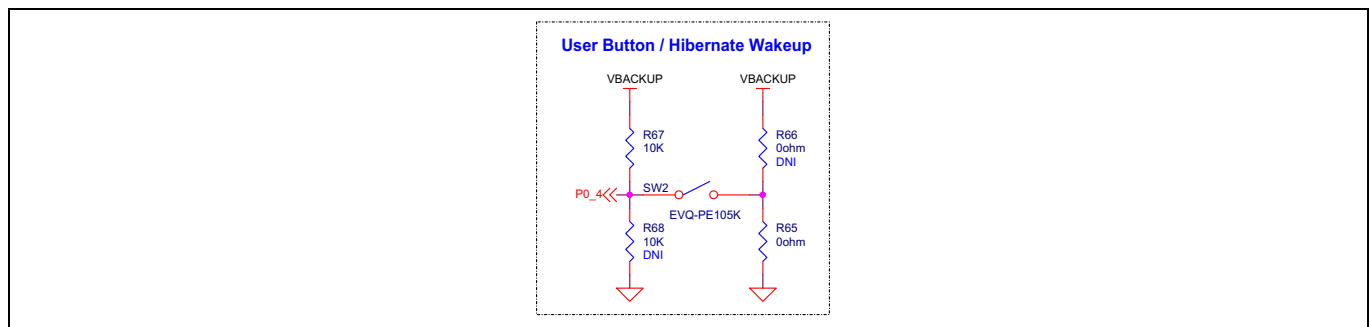 User Button / Hibernate Wakeup
VBACKUP
VBACKUP
R67
10K
R66
0ohm
DNI
P0_4
SW2
EVQ-PE105K
R68
10K
DNI
R65
0ohm